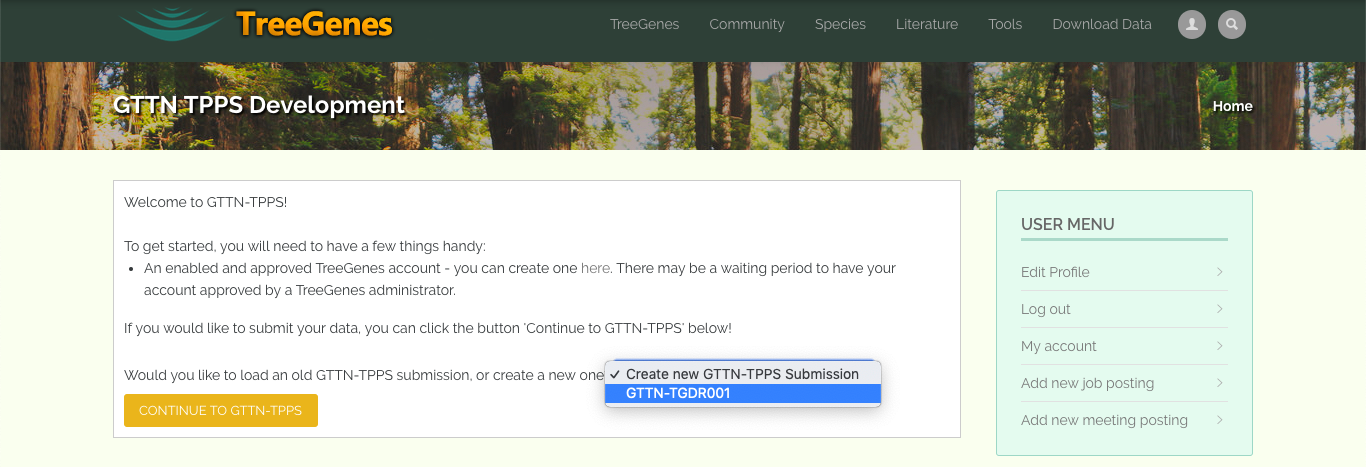 TreeGenes
TreeGenes Community Species Literature Tools Download Data
GTTN TPPS Development
Home
Welcome to GTTN-TPPS!
To get started, you will need to have a few things handy:
• An enabled and approved TreeGenes account - you can create one here. There may be a waiting period to have your
account approved by a TreeGenes administrator.
If you would like to submit your data, you can click the button 'Continue to GTTN-TPPS' below!
Would you like to load an old GTTN-TPPS submission, or create a new one
✓ Create new GTTN-TPPS Submission
GTTN-TGDR001
CONTINUE TO GTTN-TPPS
USER MENU
Edit Profile
Log out
My account
Add new job posting
Add new meeting posting